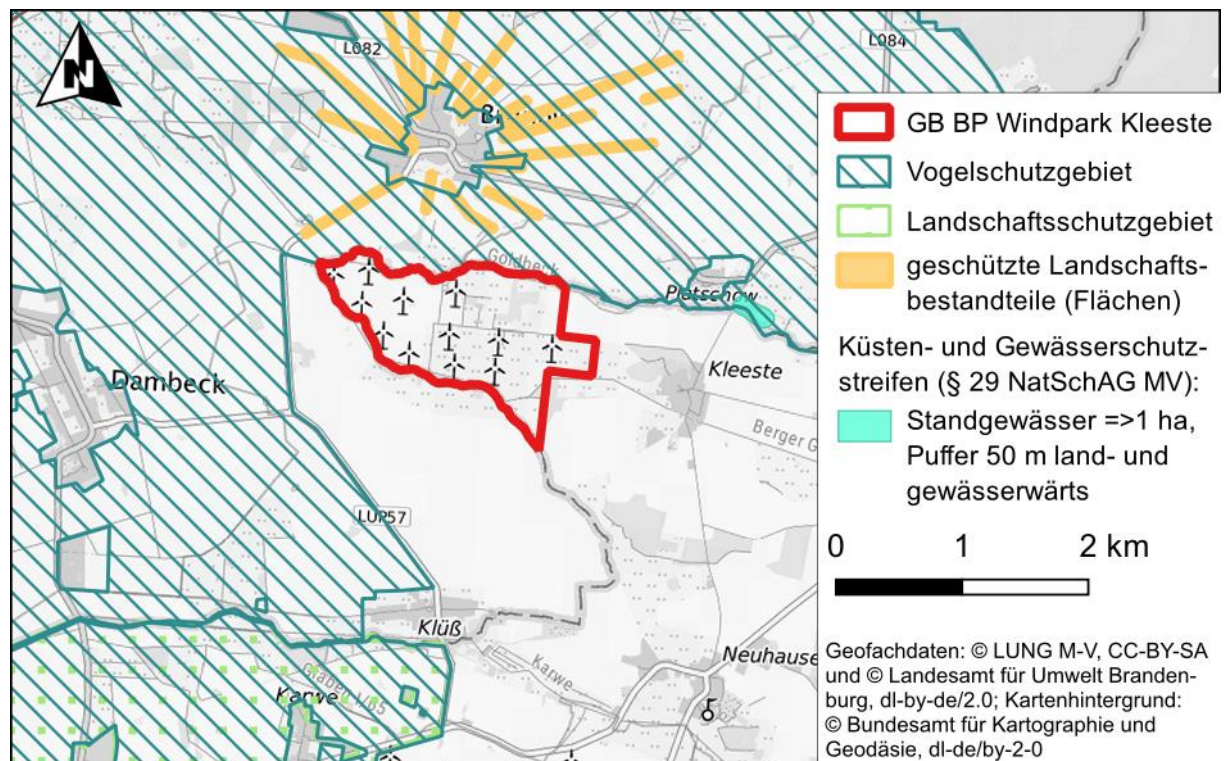 L082
L084
N
Goldbeck
Pletschow
Dambeck
Kleeste
LUP57
Klüß
Karwe
Neuhause
Karwe
GB BP Windpark Kleeste
Vogelschutzgebiet
Landschaftsschutzgebiet
geschützte Landschafts-
bestandteile (Flächen)
Küsten- und Gewässerschutz-
streifen (§ 29 NatSchAG MV):
Standgewässer =>1 ha,
Puffer 50 m land- und
gewässerwärts
0 1 2 km
Geofachdaten: © LUNG M-V, CC-BY-SA
und © Landesamt für Umwelt Branden-
burg, dl-by-de/2.0; Kartenhintergrund:
© Bundesamt für Kartographie und
Geodäsie, dl-de/by-2-0